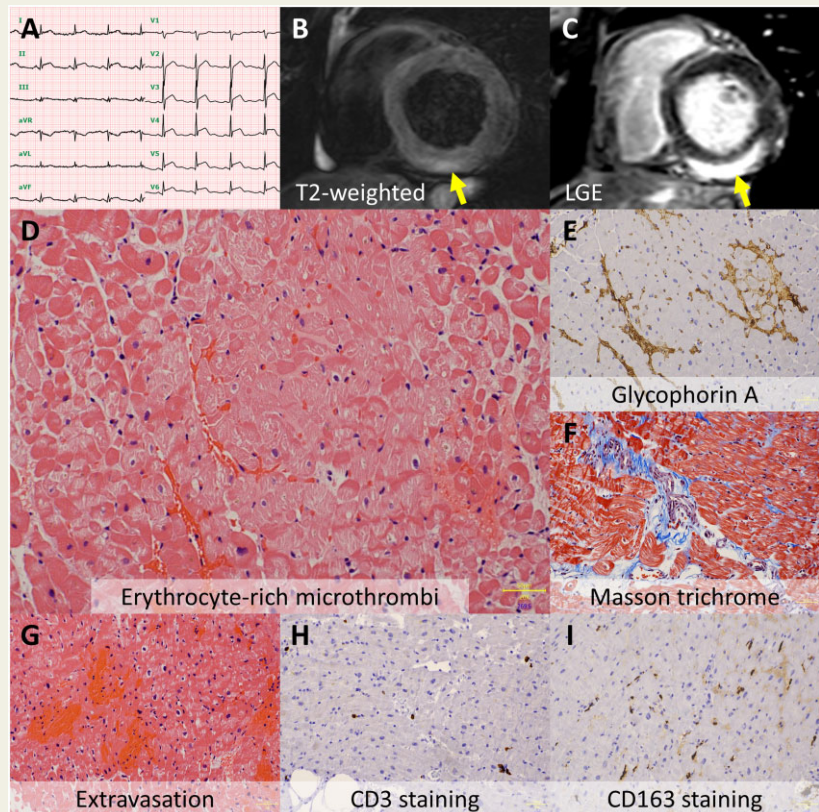 A
I
V1
II
V2
III
V3
aVR
V4
aVL
V5
aVF
V6
B
T2-weighted
C
LGE
D
Erythrocyte-rich microthrombi
E
Glycophorin A
F
Masson trichrome
G
Extravasation
H
CD3 staining
I
CD163 staining